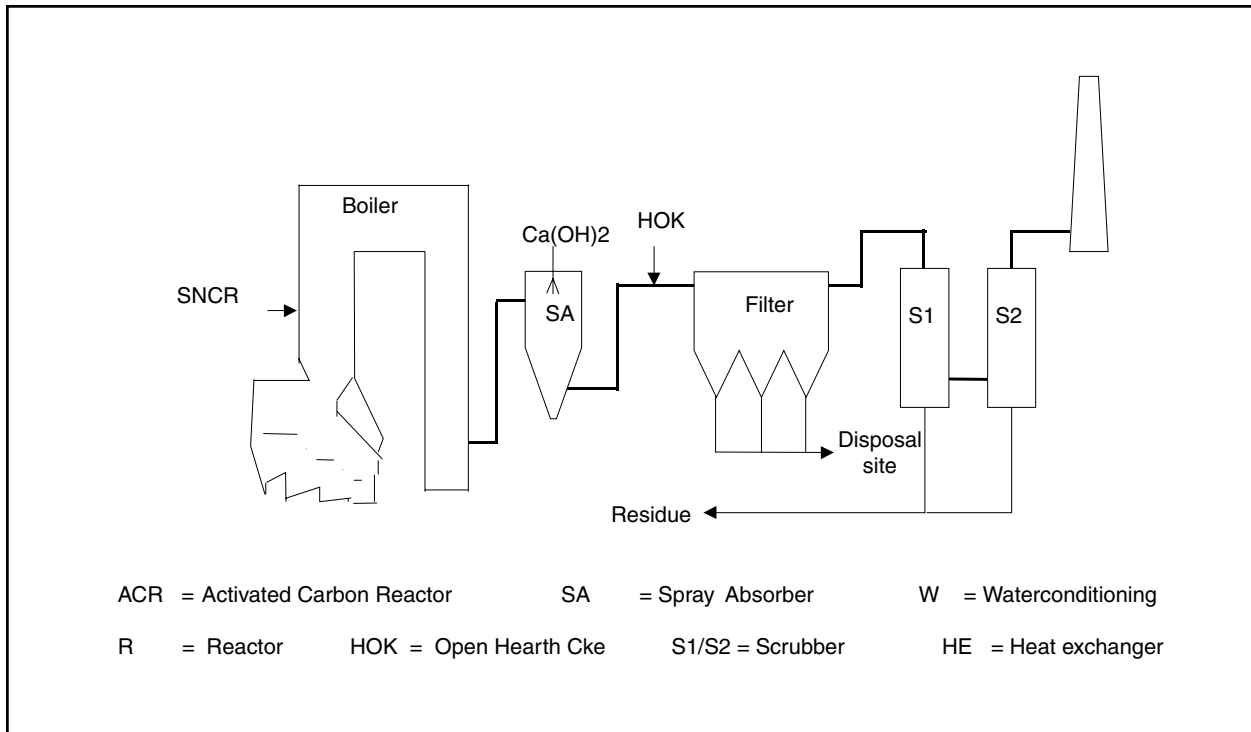 Boiler
HOK
Ca(OH)2
SNCR
SA
Filter
S1
S2
Disposal
site
Residue
ACR = Activated Carbon Reactor SA = Spray Absorber W = Waterconditioning
R = Reactor HOK = Open Hearth Cke S1/S2 = Scrubber HE = Heat exchanger